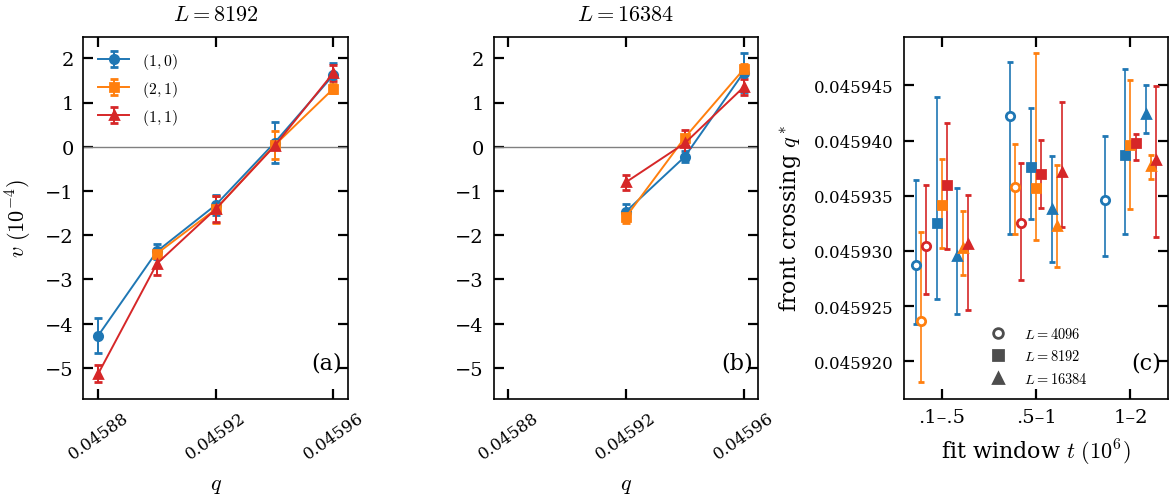 L = 8192
2
1
0
−1
−2
−3
−4
−5
v (10⁻⁴)
(1, 0)
(2, 1)
(1, 1)
(a)
0.04588
0.04592
0.04596
q
L = 16384
2
1
0
−1
−2
−3
−4
−5
(b)
0.04588
0.04592
0.04596
q
front crossing q*
0.045945
0.045940
0.045935
0.045930
0.045925
0.045920
L = 4096
L = 8192
L = 16384
(c)
.1–.5
.5–1
1–2
fit window t (10⁶)